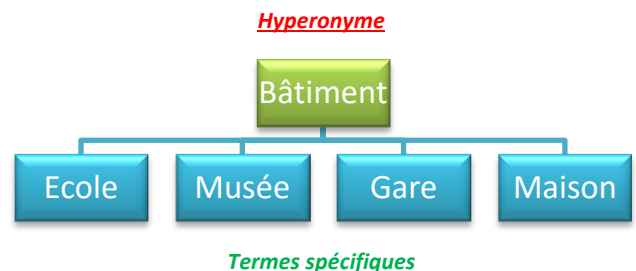 Hyperonyme
Bâtiment
Ecole Musée Gare Maison
Termes spécifiques